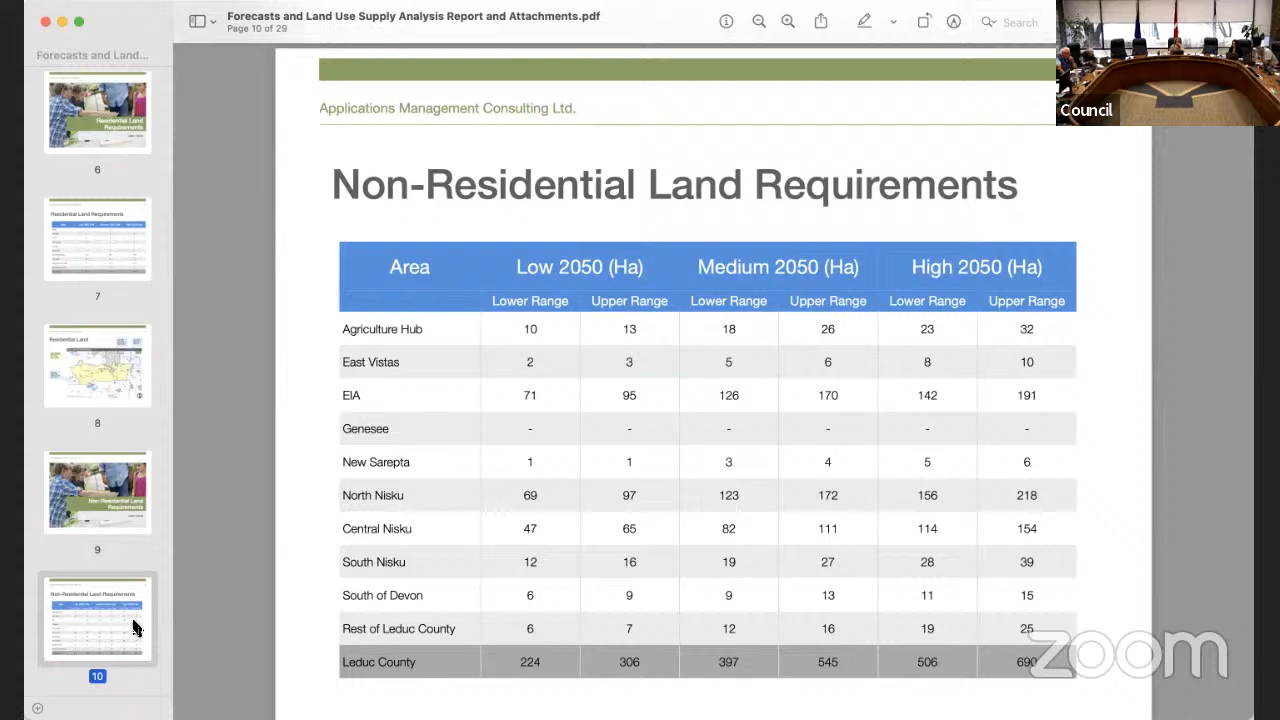 Forecasts and Land Use Supply Analysis Report and Attachments.pdf
Page 10 of 29
Search
Forecasts and Land...
Council
Residential Land
Requirements
6
Residential Land Requirements
7
Residential Land
8
Non-Residential Land
Requirements
9
Non-Residential Land Requirements
10
Applications Management Consulting Ltd.
Non-Residential Land Requirements
Area Low 2050 (Ha) Medium 2050 (Ha) High 2050 (Ha)
Lower Range Upper Range Lower Range Upper Range Lower Range Upper Range
Agriculture Hub 10 13 18 26 23 32
East Vistas 2 3 5 6 8 10
EIA 71 95 126 170 142 191
Genesee - - - - - -
New Sarepta 1 1 3 4 5 6
North Nisku 69 97 123 172 156 218
Central Nisku 47 65 82 111 114 154
South Nisku 12 16 19 27 28 39
South of Devon 6 9 9 13 11 15
Rest of Leduc County 6 7 12 16 19 25
Leduc County 224 306 397 545 506 690
zoom